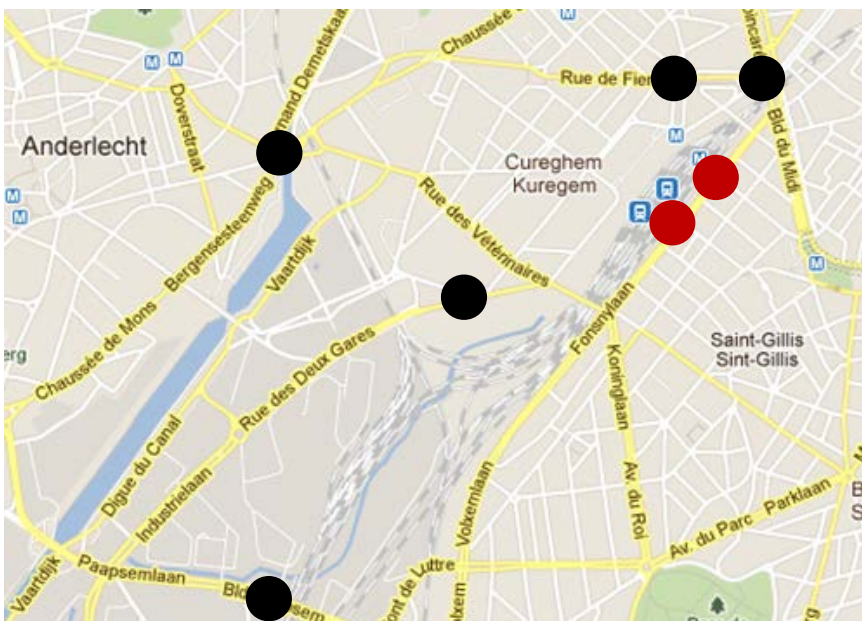 Chaussée
Rue de Fier
M
M
Doverstraat
Anderlecht
Bergensesteenweg
Cureghem
Kuregem
M
M
Bld du Midi
M
M
Rue des Vétérinaires
Vaartdijk
M
Chaussée de Mons
Fonsnylaan
Koninglaan
Saint-Gillis
Sint-Gillis
Rue des Deux Gares
Digue du Canal
Industrielaan
Volxemlaan
Av. du Roi
Parklaan
Av. du Parc
Paapsemlaan
Vaartdijk
Bld